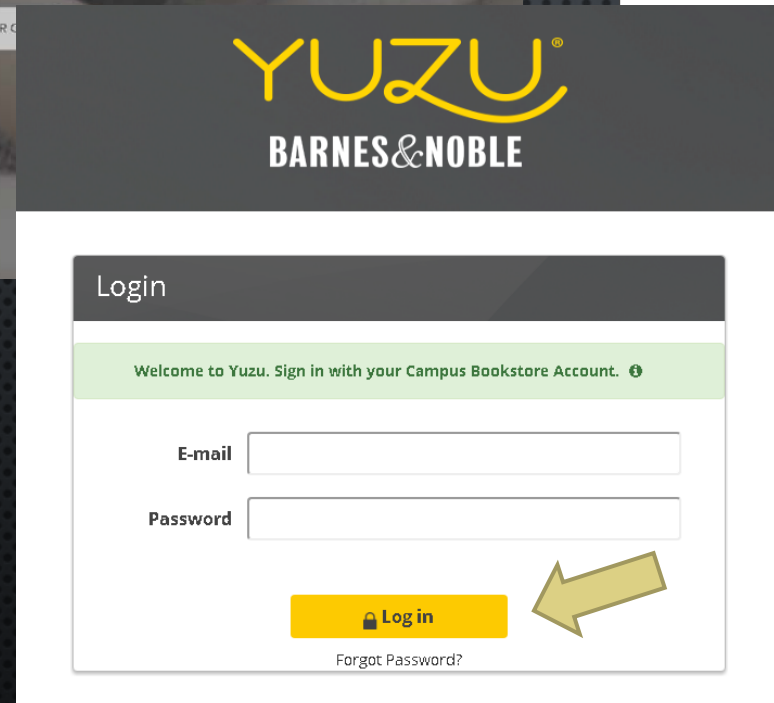 YUZU®
BARNES&NOBLE
Login
Welcome to Yuzu. Sign in with your Campus Bookstore Account.
E-mail
Password
Log in
Forgot Password?